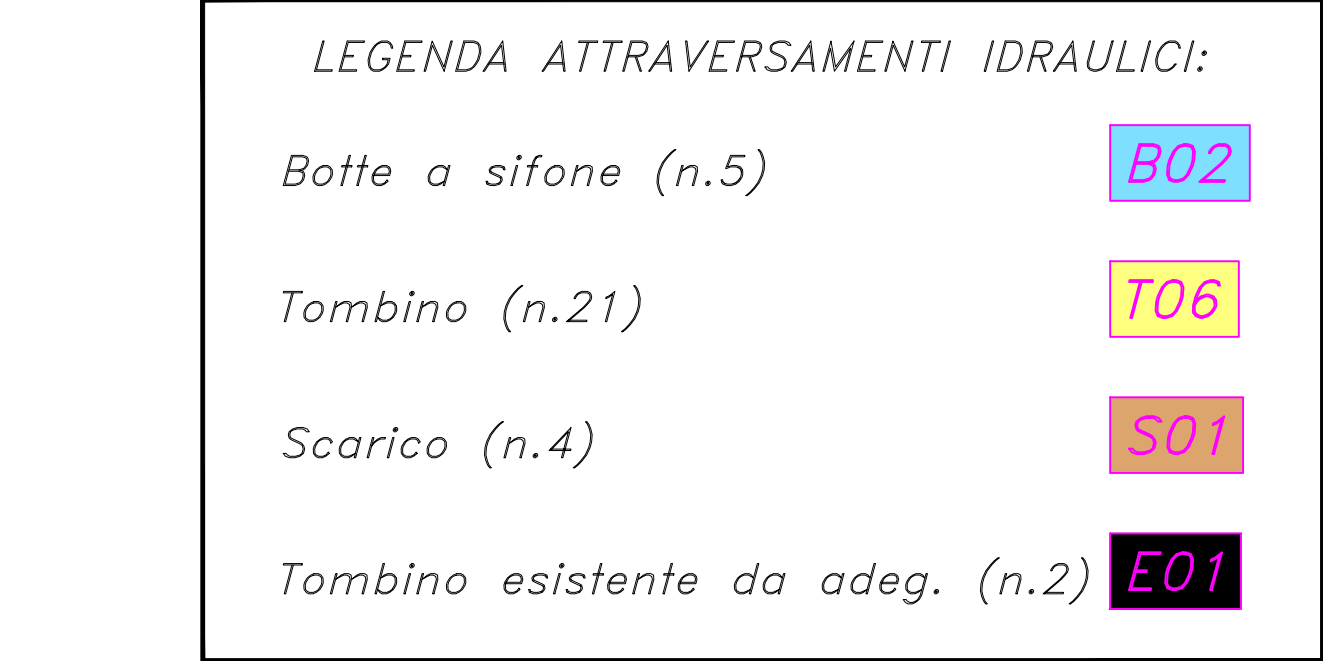 LEGENDA ATTRAVERSAMENTI IDRAULICI:
Botte a sifone (n.5) B02
Tombino (n.21) T06
Scarico (n.4) S01
Tombino esistente da adeg. (n.2) E01